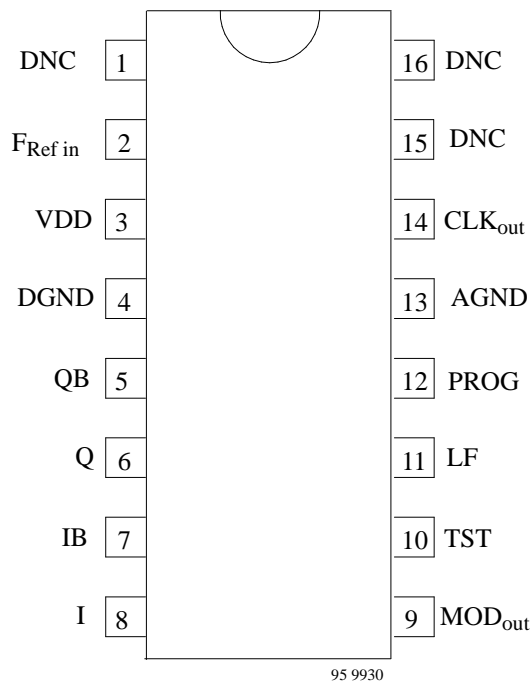 DNC 1 16 DNC
FRef in 2 15 DNC
VDD 3 14 CLKout
DGND 4 13 AGND
QB 5 12 PROG
Q 6 11 LF
IB 7 10 TST
I 8 9 MODout
95 9930